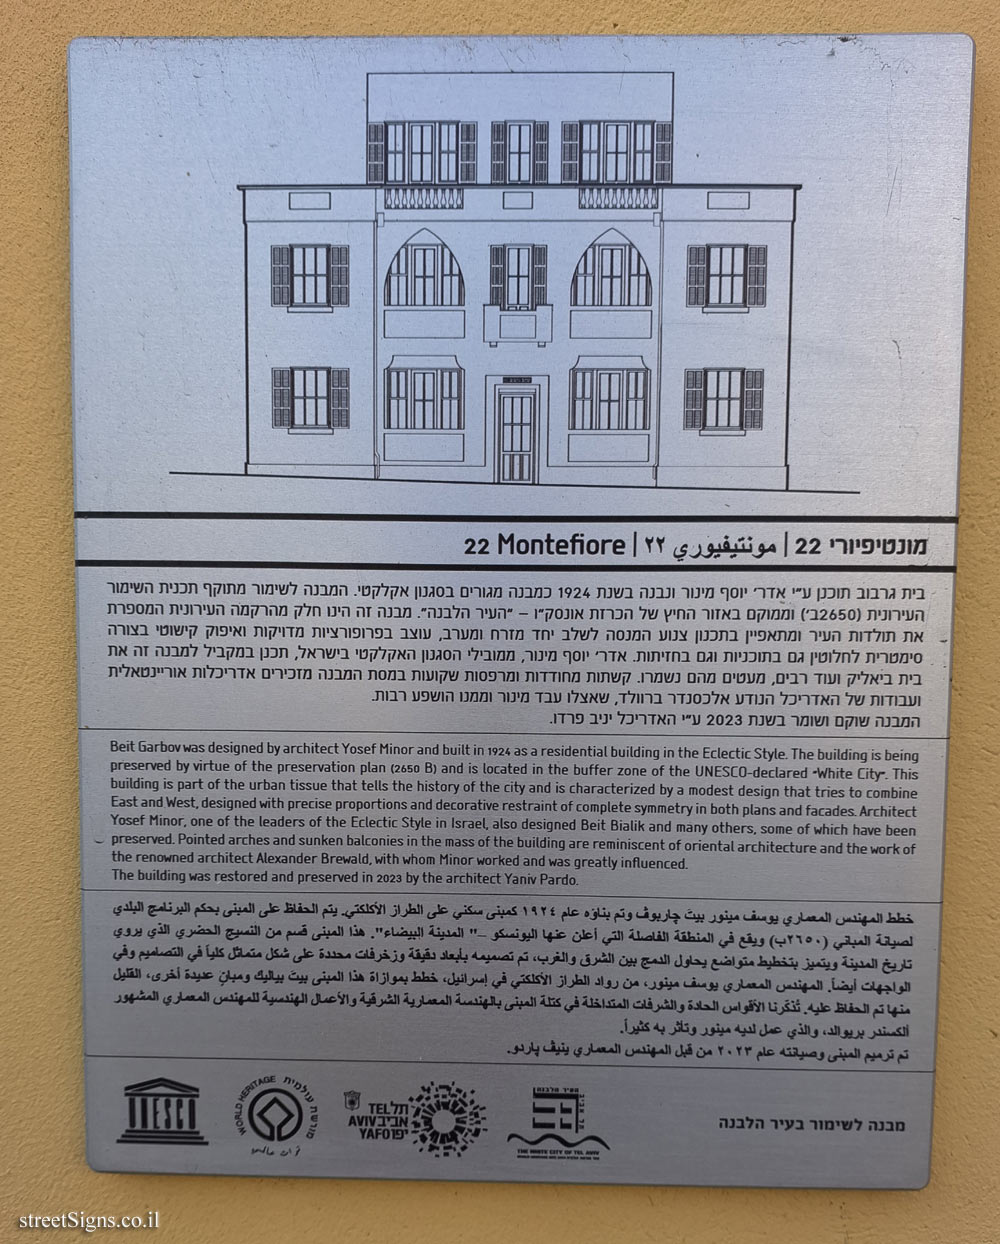 מונטיפיורי 22 | مونتيفيوري ٢٢ | 22 Montefiore
בית גרבוב תוכנן ע״י אדר׳ יוסף מינור ונבנה בשנת 1924 כמבנה מגורים בסגנון אקלקטי. המבנה לשימור מתוקף תכנית השימור
העירונית (2650ב׳) וממוקם באזור החיץ של הכרזת אונסק״ו – ״העיר הלבנה״. מבנה זה הינו חלק מהרקמה העירונית המספרת
את תולדות העיר ומתאפיין בתכנון צנוע המנסה לשלב יחד מזרח ומערב, עוצב בפרופורציות מדויקות ואיפוק קישוטי בצורה
סימטרית לחלוטין גם בתוכניות וגם בחזיתות. אדר׳ יוסף מינור, ממובילי הסגנון האקלקטי בישראל, תכנן במקביל למבנה זה את
בית ביאליק ועוד רבים, מעטים מהם נשמרו. קשתות מחודדות ומרפסות שקועות במסת המבנה מזכירים אדריכלות אוריינטאלית
ועבודות של האדריכל הנודע אלכסנדר ברוולד, שאצלו עבד מינור וממנו הושפע רבות.
המבנה שוקם ושומר בשנת 2023 ע״י האדריכל יניב פרדו.
Beit Garbov was designed by architect Yosef Minor and built in 1924 as a residential building in the Eclectic Style. The building is being
preserved by virtue of the preservation plan (2650 B) and is located in the buffer zone of the UNESCO-declared "White City". This
building is part of the urban tissue that tells the history of the city and is characterized by a modest design that tries to combine
East and West, designed with precise proportions and decorative restraint of complete symmetry in both plans and facades. Architect
Yosef Minor, one of the leaders of the Eclectic Style in Israel, also designed Beit Bialik and many others, some of which have been
preserved. Pointed arches and sunken balconies in the mass of the building are reminiscent of oriental architecture and the work of
the renowned architect Alexander Brewald, with whom Minor worked and was greatly influenced.
The building was restored and preserved in 2023 by the architect Yaniv Pardo.
خطط المهندس المعماري يوسف مينور بيت چاربوڤ وتم بناؤه عام ١٩٢٤ كمبنى سكني على الطراز الأكلكتي. يتم الحفاظ على المبنى بحكم البرنامج البلدي
لصيانة المباني (٢٦٥٠ب) ويقع في المنطقة الفاصلة التي أعلن عنها اليونسكو –" المدينة البيضاء". هذا المبنى قسم من النسيج الحضري الذي يروي
تاريخ المدينة ويتميز بتخطيط متواضع يحاول الدمج بين الشرق والغرب، تم تصميمه بأبعاد دقيقة وزخرفات محددة على شكل متماثل كلياً في التصاميم وفي
الواجهات أيضاً. المهندس المعماري يوسف مينور، من رواد الطراز الأكلكتي في إسرائيل، خطط بموازاة هذا المبنى بيت بياليك ومبانٍ عديدة أخرى، القليل
منها تم الحفاظ عليه. تُذكّرنا الأقواس الحادة والشرفات المتداخلة في كتلة المبنى بالهندسة المعمارية الشرقية والأعمال الهندسية للمهندس المعماري المشهور
ألكسندر بريوالد، والذي عمل لديه مينور وتأثر به كثيراً.
تم ترميم المبنى وصيانته عام ٢٠٢٣ من قبل المهندس المعماري ينيڤ پاردو.
UNESCO
WORLD HERITAGE
מורשת עולמית
TEL תל
AVIV אביב
YAFO יפו
העיר הלבנה
THE WHITE CITY OF TEL AVIV
מבנה לשימור בעיר הלבנה
streetSigns.co.il